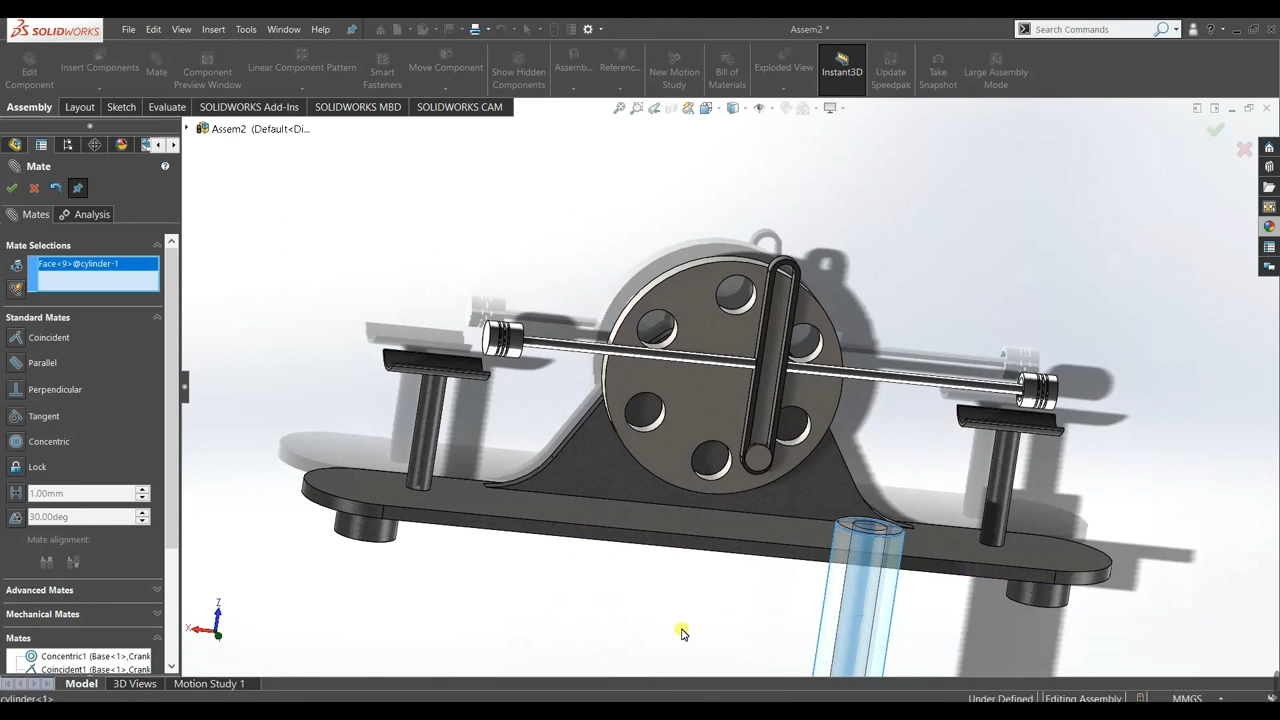 SOLIDWORKS
File Edit View Insert Tools Window Help
Assem2 *
Search Commands
Edit Component
Insert Components
Mate
Component Preview Window
Linear Component Pattern
Smart Fasteners
Move Component
Show Hidden Components
Assemb...
Referenc...
New Motion Study
Bill of Materials
Exploded View
Instant3D
Update Speedpak
Take Snapshot
Large Assembly Mode
Assembly Layout Sketch Evaluate SOLIDWORKS Add-Ins SOLIDWORKS MBD SOLIDWORKS CAM
Assem2 (Default<Di...
Mate
Mates Analysis
Mate Selections
Face<9>@cylinder-1
Standard Mates
Coincident
Parallel
Perpendicular
Tangent
Concentric
Lock
1.00mm
30.00deg
Mate alignment:
Advanced Mates
Mechanical Mates
Mates
Concentric1 (Base<1>,Crank
Coincident1 (Base<1>,Crank
Z
X
Model 3D Views Motion Study 1
cylinder<1>
Under Defined Editing Assembly MMGS